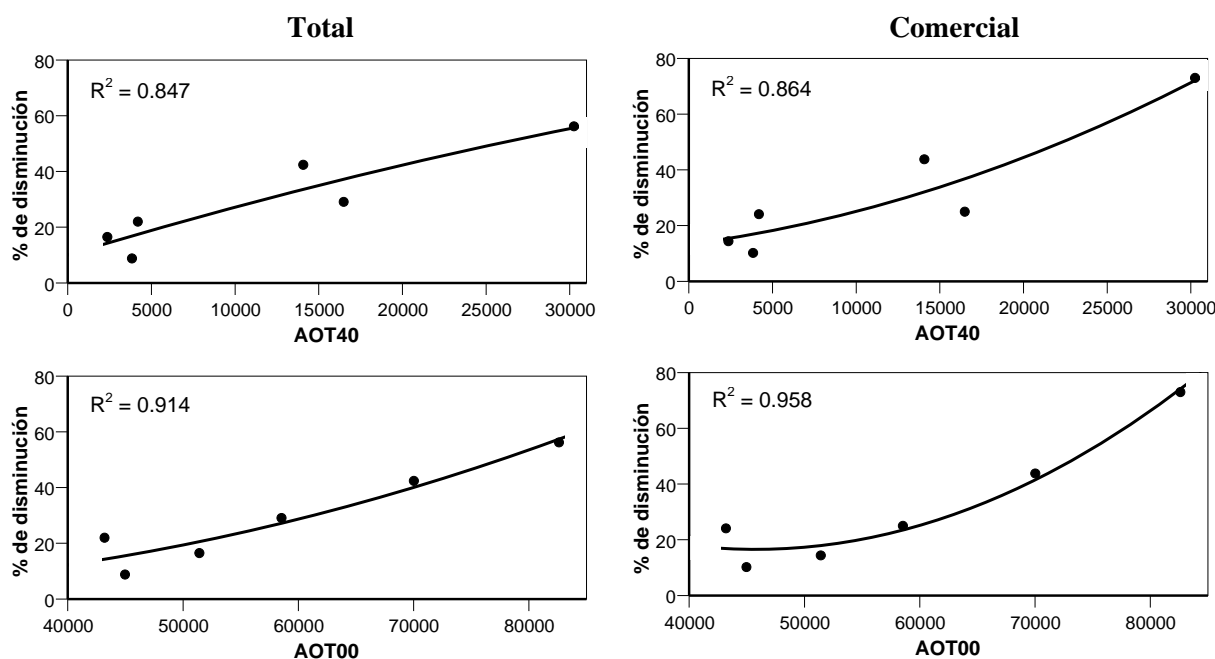 Total
Comercial
R² = 0.847
% de disminución
80
60
40
20
0
0 5000 10000 15000 20000 25000 30000
AOT40
R² = 0.864
% de disminución
80
60
40
20
0
0 5000 10000 15000 20000 25000 30000
AOT40
R² = 0.914
% de disminución
80
60
40
20
0
40000 50000 60000 70000 80000
AOT00
R² = 0.958
% de disminución
80
60
40
20
0
40000 50000 60000 70000 80000
AOT00